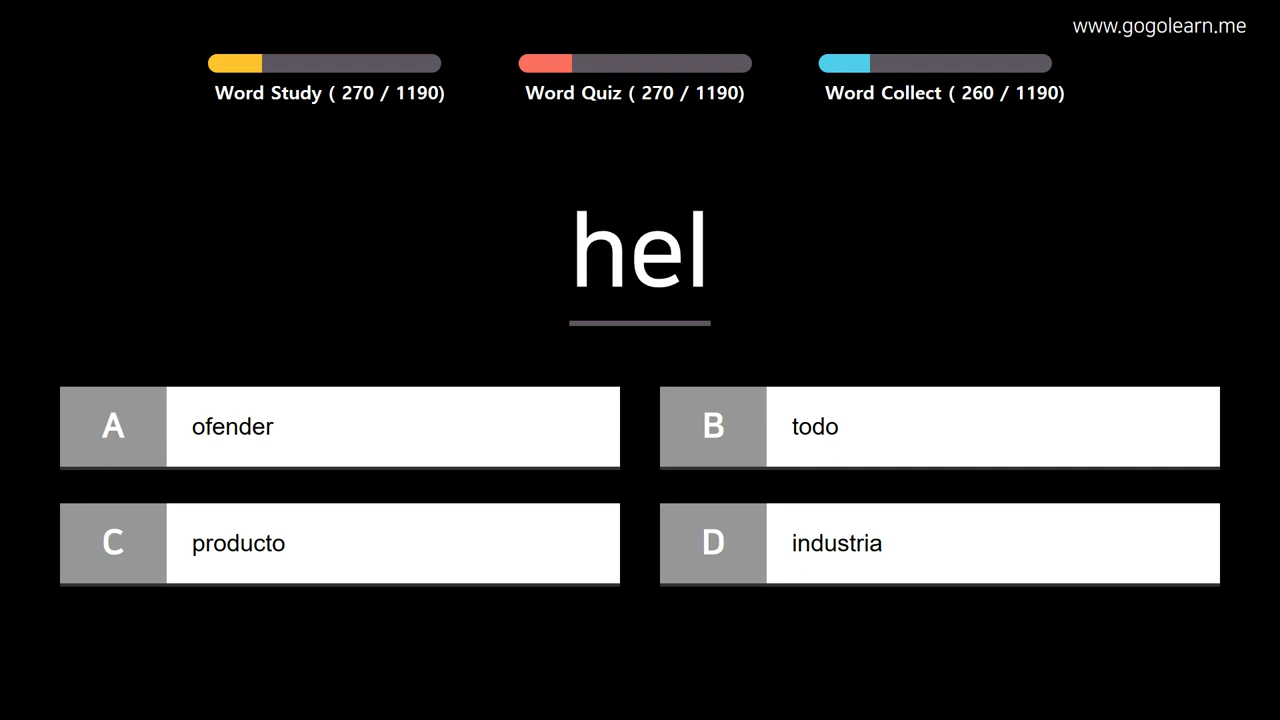 www.gogolearn.me
Word Study ( 270 / 1190)
Word Quiz ( 270 / 1190)
Word Collect ( 260 / 1190)
hel
A ofender
B todo
C producto
D industria